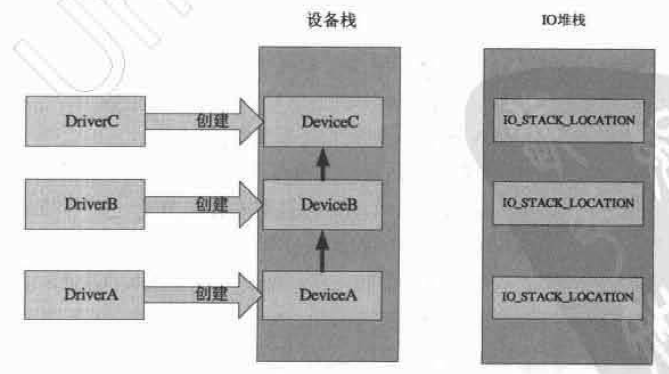 设备栈 IO堆栈
DriverC 创建 DeviceC IO_STACK_LOCATION
DriverB 创建 DeviceB IO_STACK_LOCATION
DriverA 创建 DeviceA IO_STACK_LOCATION